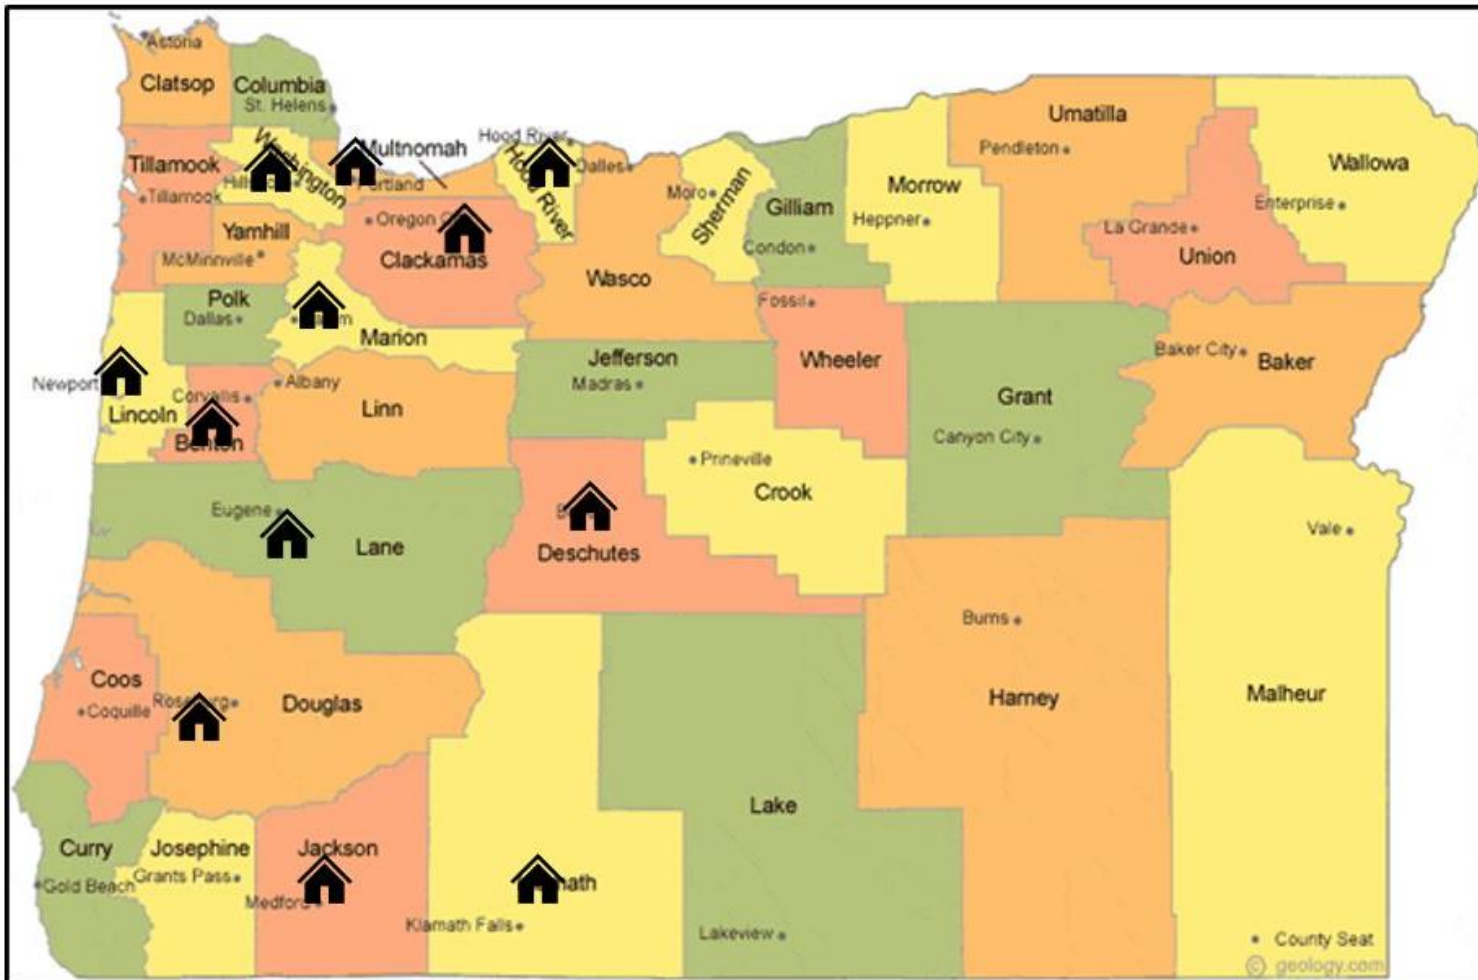 Astoria
Clatsop
Columbia
St. Helens
Washington
Multnomah
Portland
Hood River
Hood River
Dalles
Tillamook
Tillamook
Yamhill
McMinnville
Oregon
Clackamas
Wasco
Moro
Sherman
Gilliam
Condon
Morrow
Heppner
Umatilla
Pendleton
Union
La Grande
Wallowa
Enterprise
Polk
Dallas
Marion
Newport
Lincoln
Corvallis
Benton
Albany
Linn
Jefferson
Madras
Fossil
Wheeler
Grant
Canyon City
Baker City
Baker
Eugene
Lane
Deschutes
Prineville
Crook
Burns
Harney
Vale
Malheur
Coos
Coquille
Roseburg
Douglas
Curry
Gold Beach
Josephine
Grants Pass
Jackson
Medford
Klamath Falls
Lake
Lakeview
County Seat
© geology.com